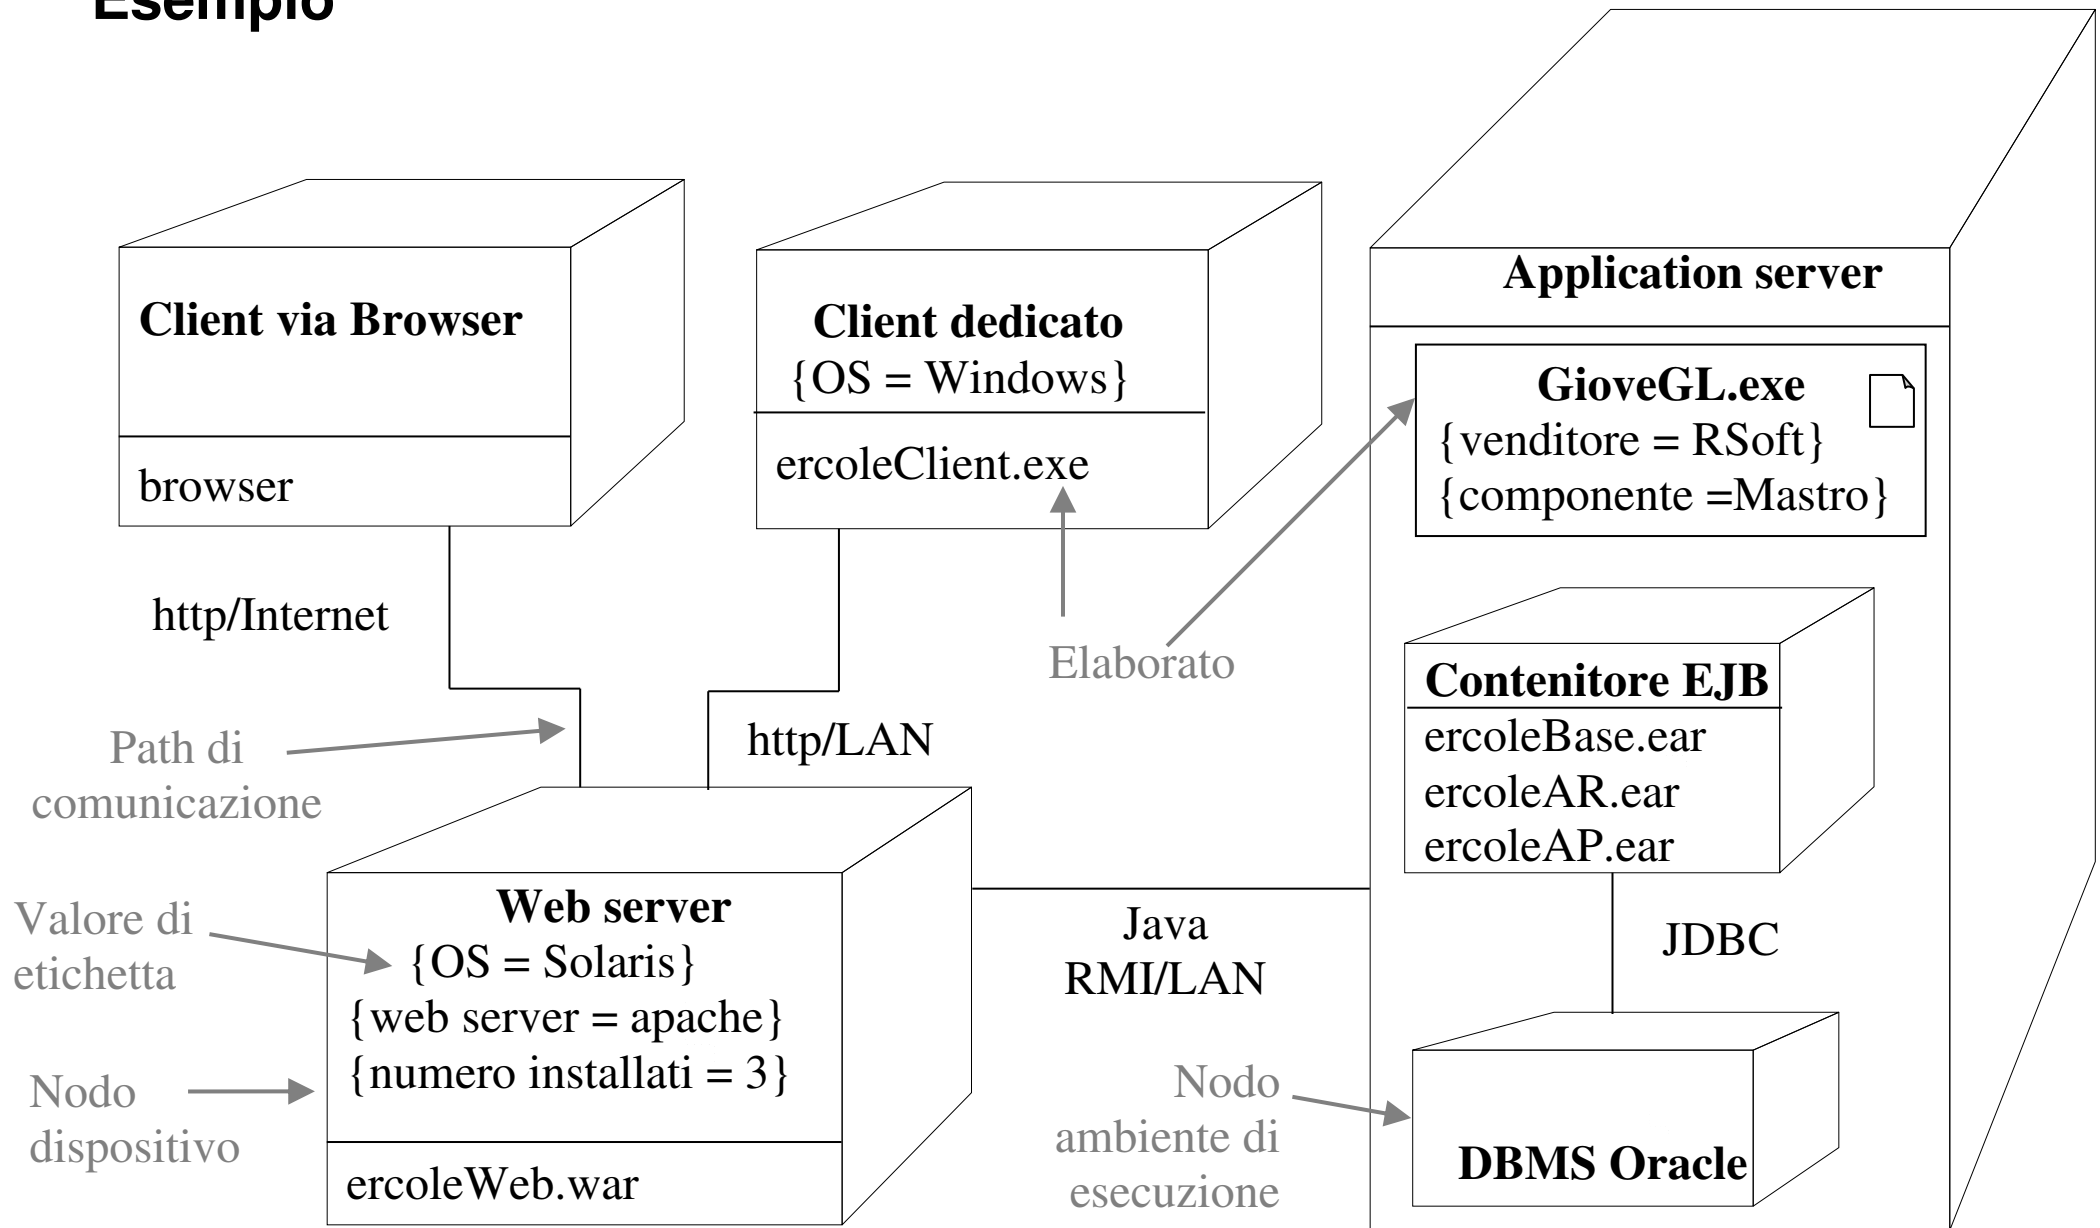 Esempio
Client via Browser
browser
Client dedicato
{OS = Windows}
ercoleClient.exe
Application server
GioveGL.exe
{venditore = RSoft}
{componente =Mastro}
http/Internet
Elaborato
Contenitore EJB
ercoleBase.ear
ercoleAR.ear
ercoleAP.ear
Path di
comunicazione
http/LAN
Valore di
etichetta
Web server
{OS = Solaris}
{web server = apache}
{numero installati = 3}
ercoleWeb.war
Java
RMI/LAN
JDBC
Nodo
dispositivo
Nodo
ambiente di
esecuzione
DBMS Oracle